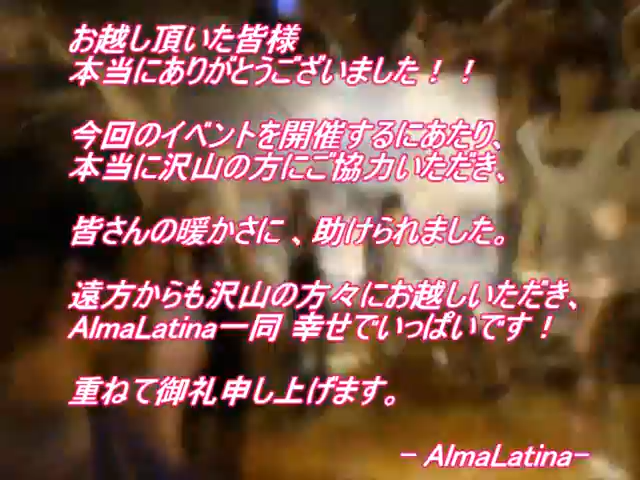 お越し頂いた皆様
本当にありがとうございました！！
今回のイベントを開催するにあたり、
本当に沢山の方にご協力いただき、
皆さんの暖かさに 、助けられました。
遠方からも沢山の方々にお越しいただき、
AlmaLatina一同 幸せでいっぱいです！
重ねて御礼申し上げます。
- AlmaLatina-